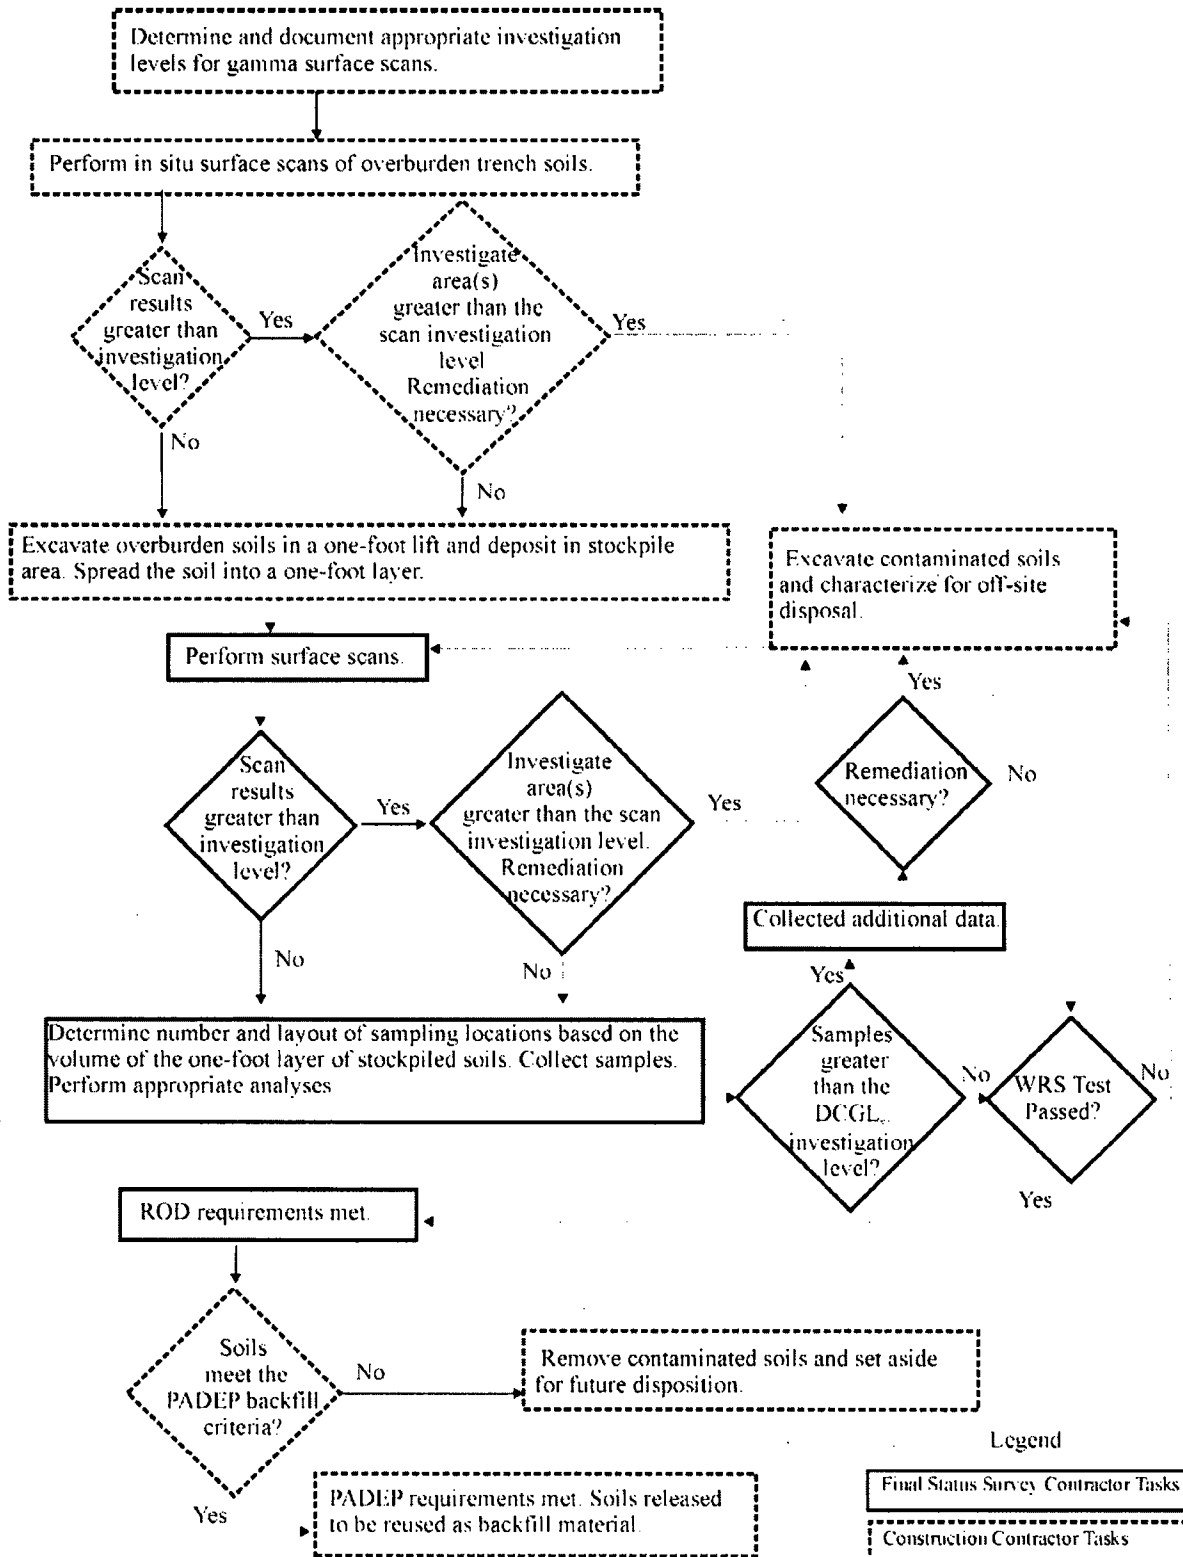 Determine and document appropriate investigation
levels for gamma surface scans.
Perform in situ surface scans of overburden trench soils.
Scan
results
greater than
investigation
level?
Yes
No
Investigate
area(s)
greater than the
scan investigation
level
Remediation
necessary?
Yes
No
Excavate overburden soils in a one-foot lift and deposit in stockpile
area. Spread the soil into a one-foot layer.
Excavate contaminated soils
and characterize for off-site
disposal.
Perform surface scans.
Scan
results
greater than
investigation
level?
Yes
No
Investigate
area(s)
greater than the scan
investigation level.
Remediation
necessary?
Yes
No
Yes
Remediation
necessary?
No
Collected additional data.
Yes
Determine number and layout of sampling locations based on the
volume of the one-foot layer of stockpiled soils. Collect samples.
Perform appropriate analyses
Samples
greater
than the
DCGL
investigation
level?
No
WRS Test
Passed?
No
Yes
ROD requirements met.
Soils
meet the
PADEP backfill
criteria?
No
Yes
Remove contaminated soils and set aside
for future disposition.
PADEP requirements met. Soils released
to be reused as backfill material.
Legend
Final Status Survey Contractor Tasks
Construction Contractor Tasks